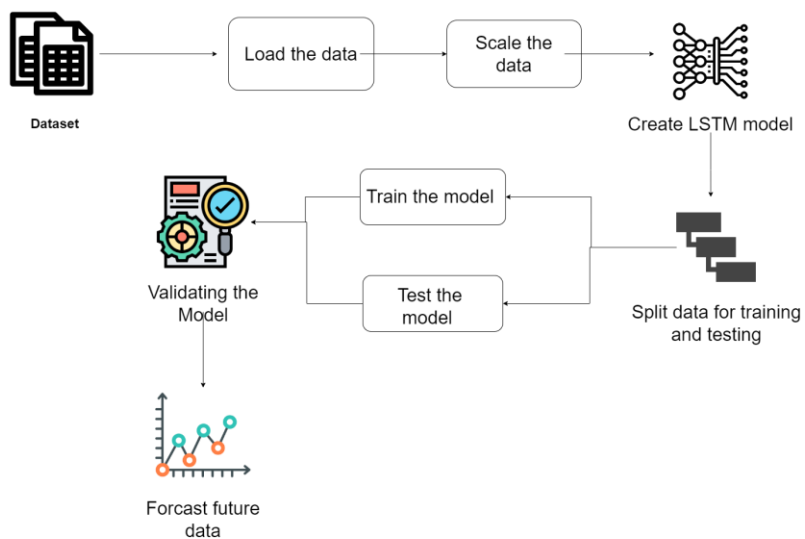 Dataset
Load the data
Scale the
data
Create LSTM model
Split data for training
and testing
Train the model
Test the
model
Validating the
Model
Forcast future
data